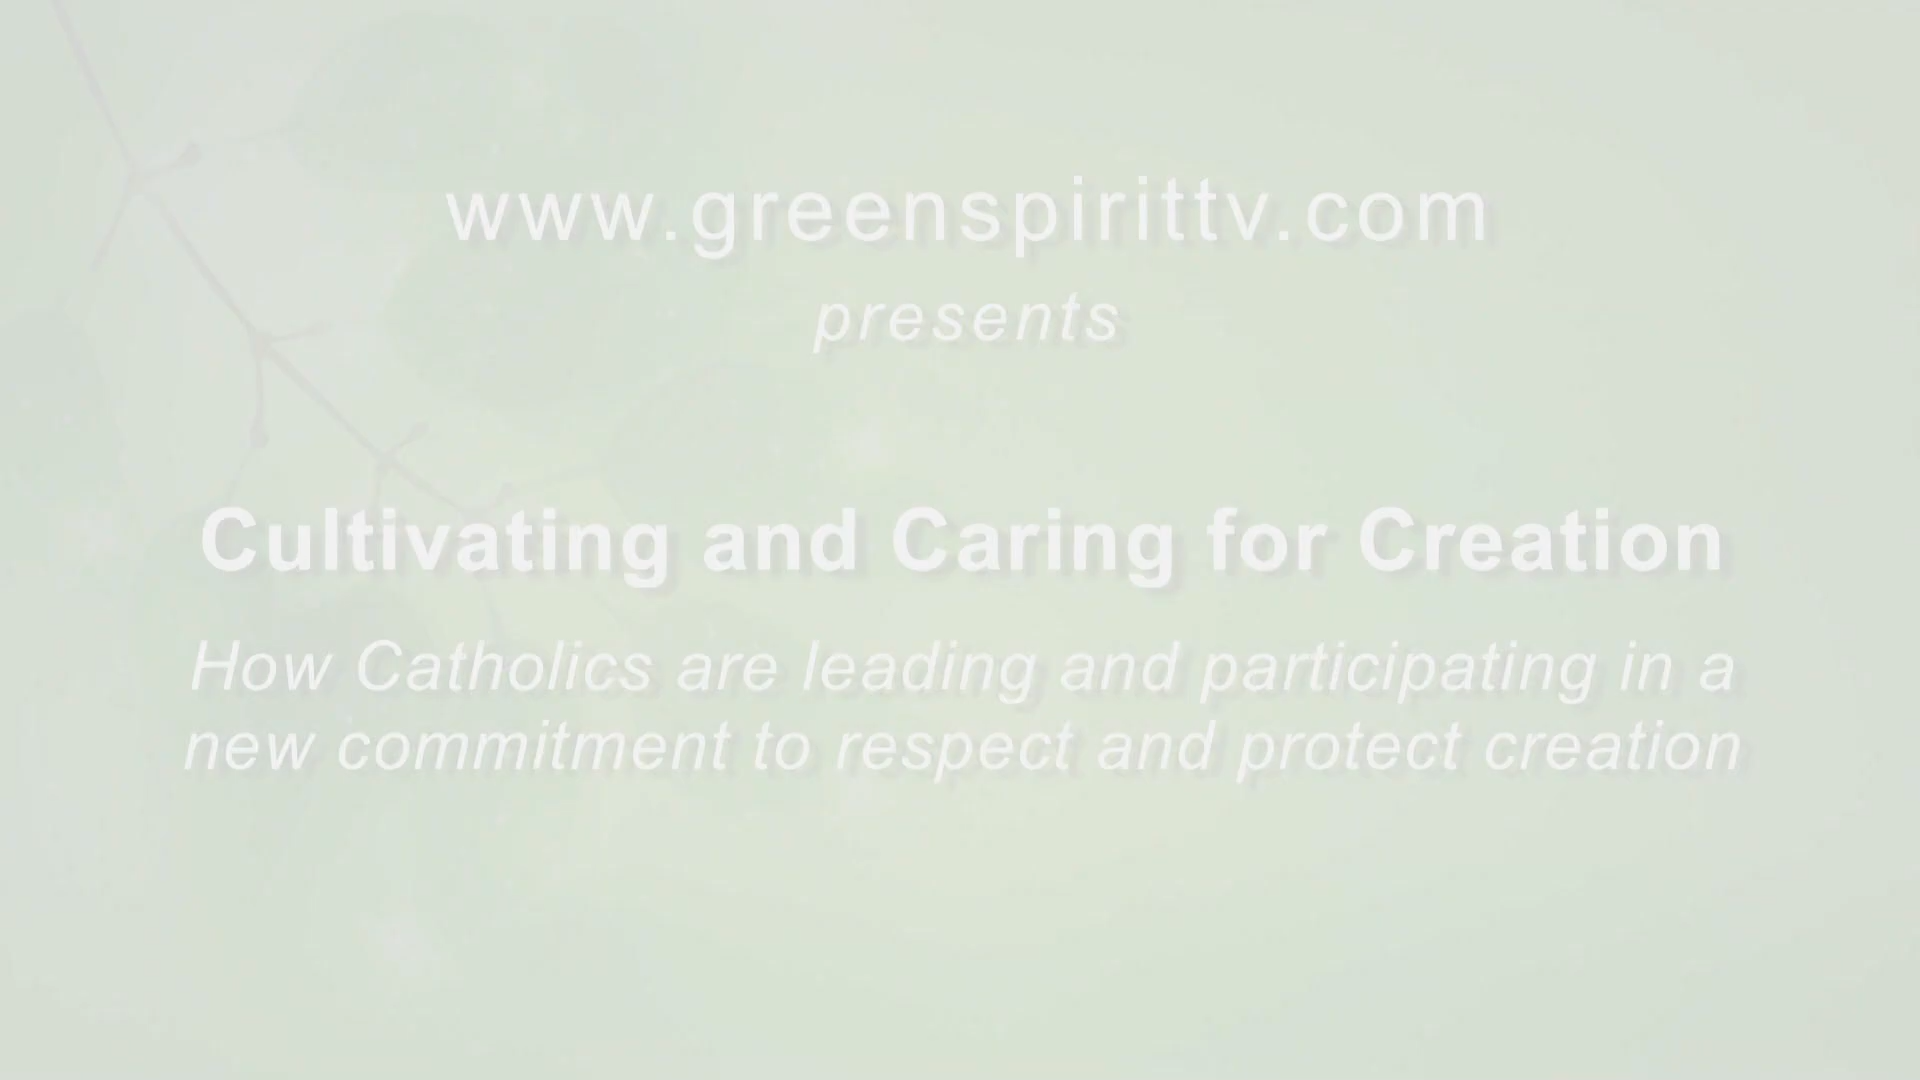 www.greenspirittv.com
presents
Cultivating and Caring for Creation
How Catholics are leading and participating in a
new commitment to respect and protect creation